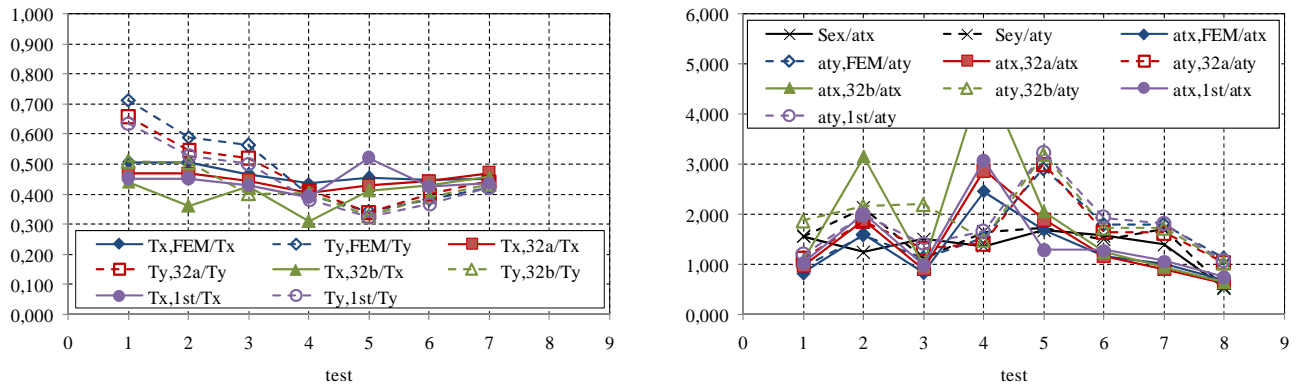 1,000
0,900
0,800
0,700
0,600
0,500
0,400
0,300
0,200
0,100
0,000
Tx,FEM/Tx Ty,FEM/Ty Tx,32a/Tx
Ty,32a/Ty Tx,32b/Tx Ty,32b/Ty
Tx,1st/Tx Ty,1st/Ty
0 1 2 3 4 5 6 7 8 9
test
6,000
5,000
4,000
3,000
2,000
1,000
0,000
Sex/atx Sey/aty atx,FEM/atx
aty,FEM/aty atx,32a/atx aty,32a/aty
atx,32b/atx aty,32b/aty atx,1st/atx
aty,1st/aty
0 1 2 3 4 5 6 7 8 9
test